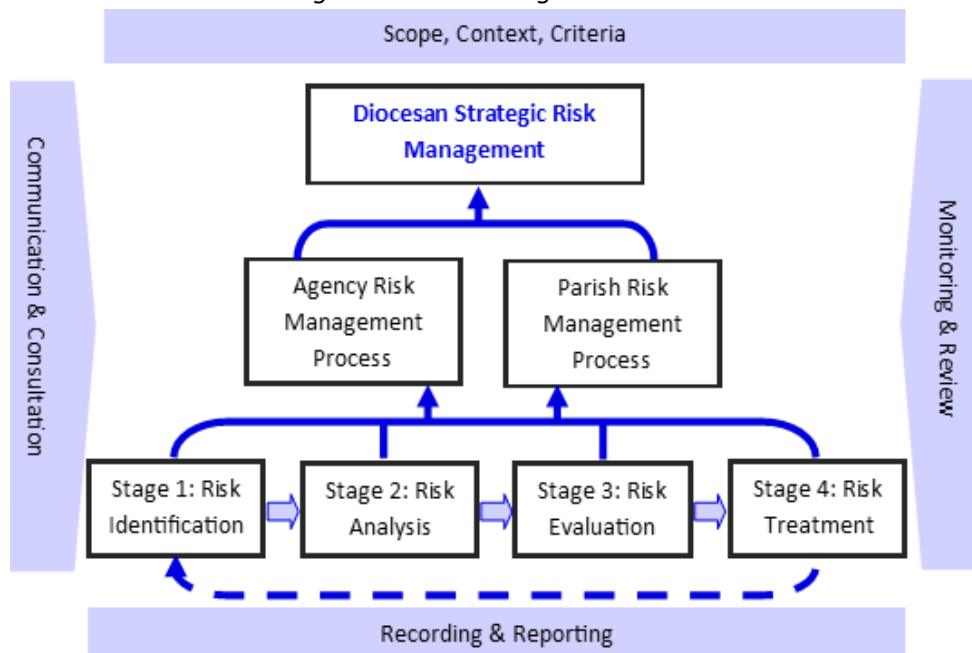 Scope, Context, Criteria
Diocesan Strategic Risk
Management
Communication & Consultation
Monitoring & Review
Agency Risk
Management
Process
Parish Risk
Management
Process
Stage 1: Risk
Identification
Stage 2: Risk
Analysis
Stage 3: Risk
Evaluation
Stage 4: Risk
Treatment
Recording & Reporting